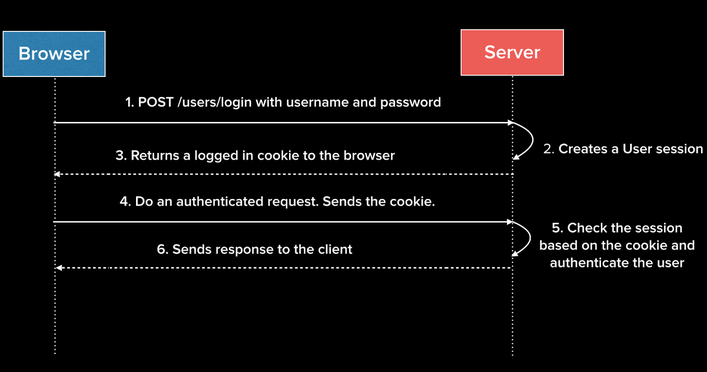 Browser
Server
1. POST /users/login with username and password
2. Creates a User session
3. Returns a logged in cookie to the browser
4. Do an authenticated request. Sends the cookie.
5. Check the session
based on the cookie and
authenticate the user
6. Sends response to the client